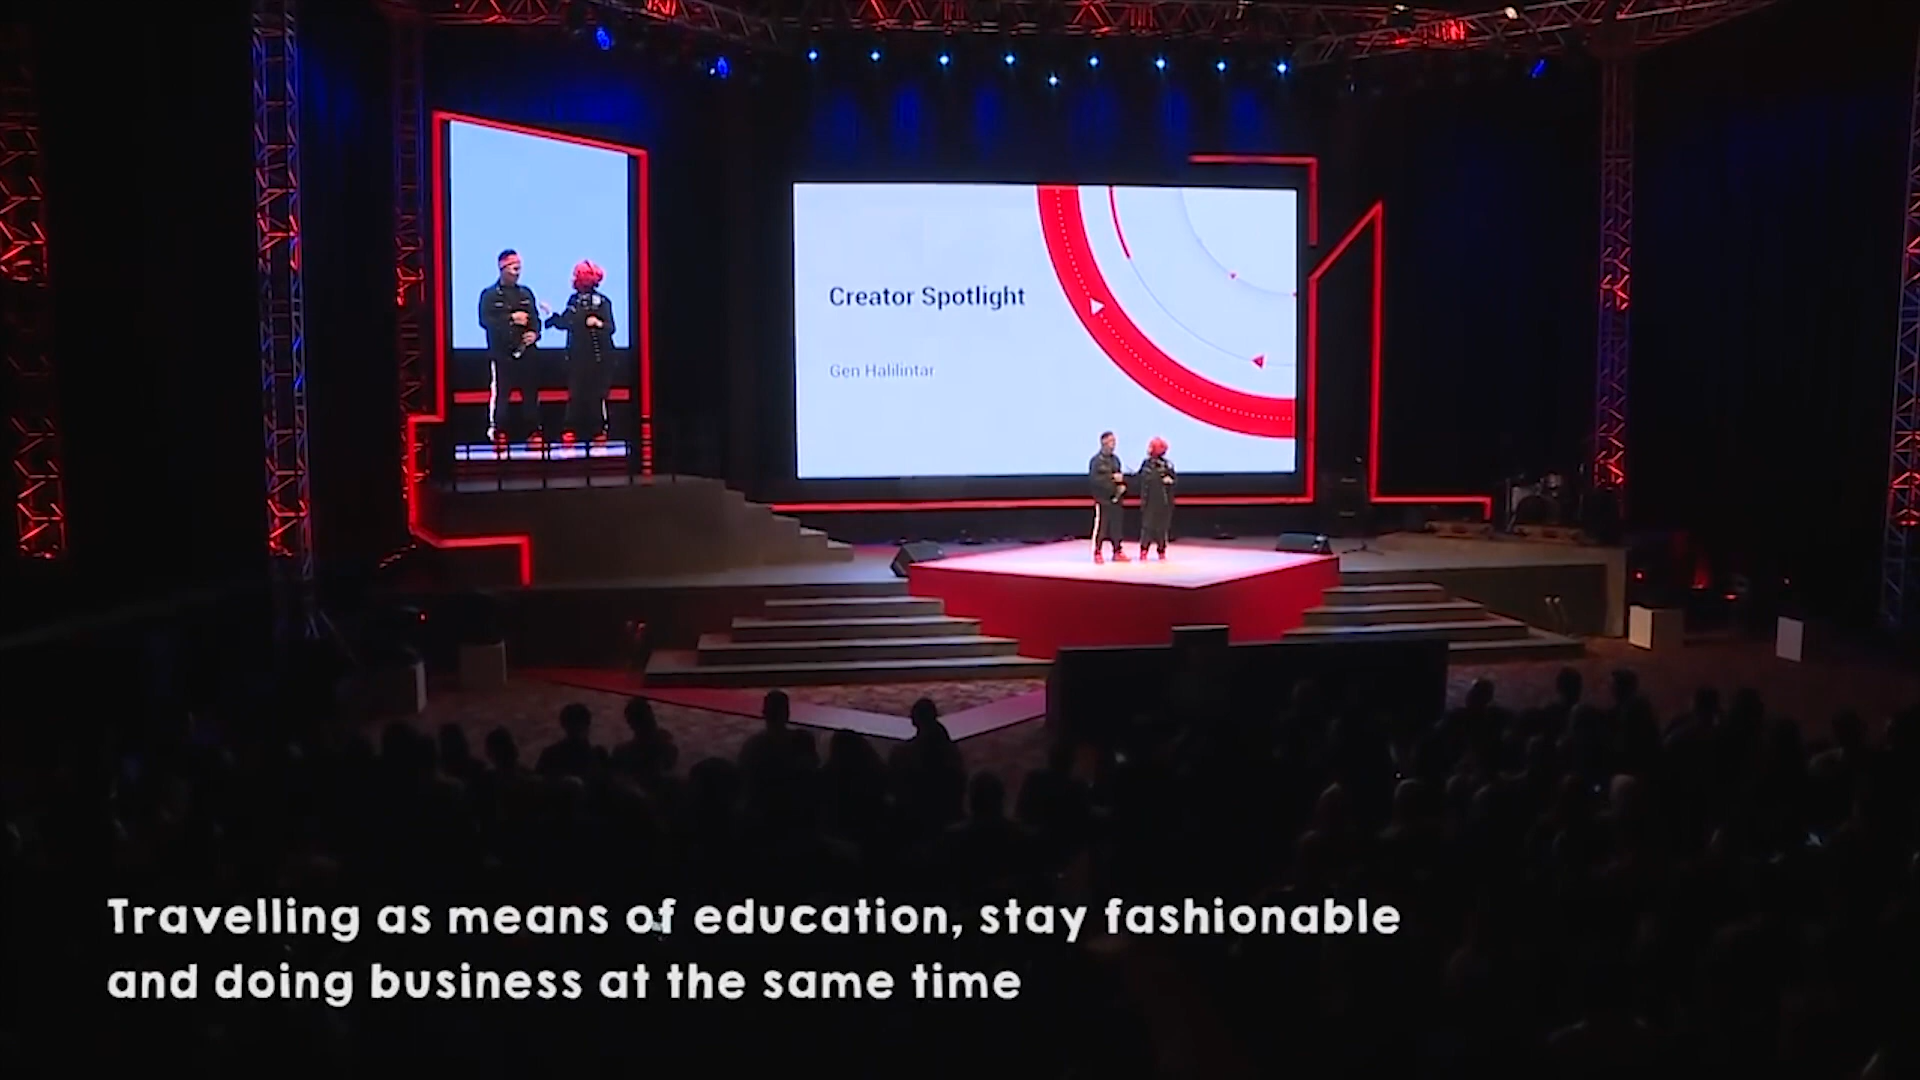 Creator Spotlight
Gen Halilintar
Travelling as means of education, stay fashionable
and doing business at the same time